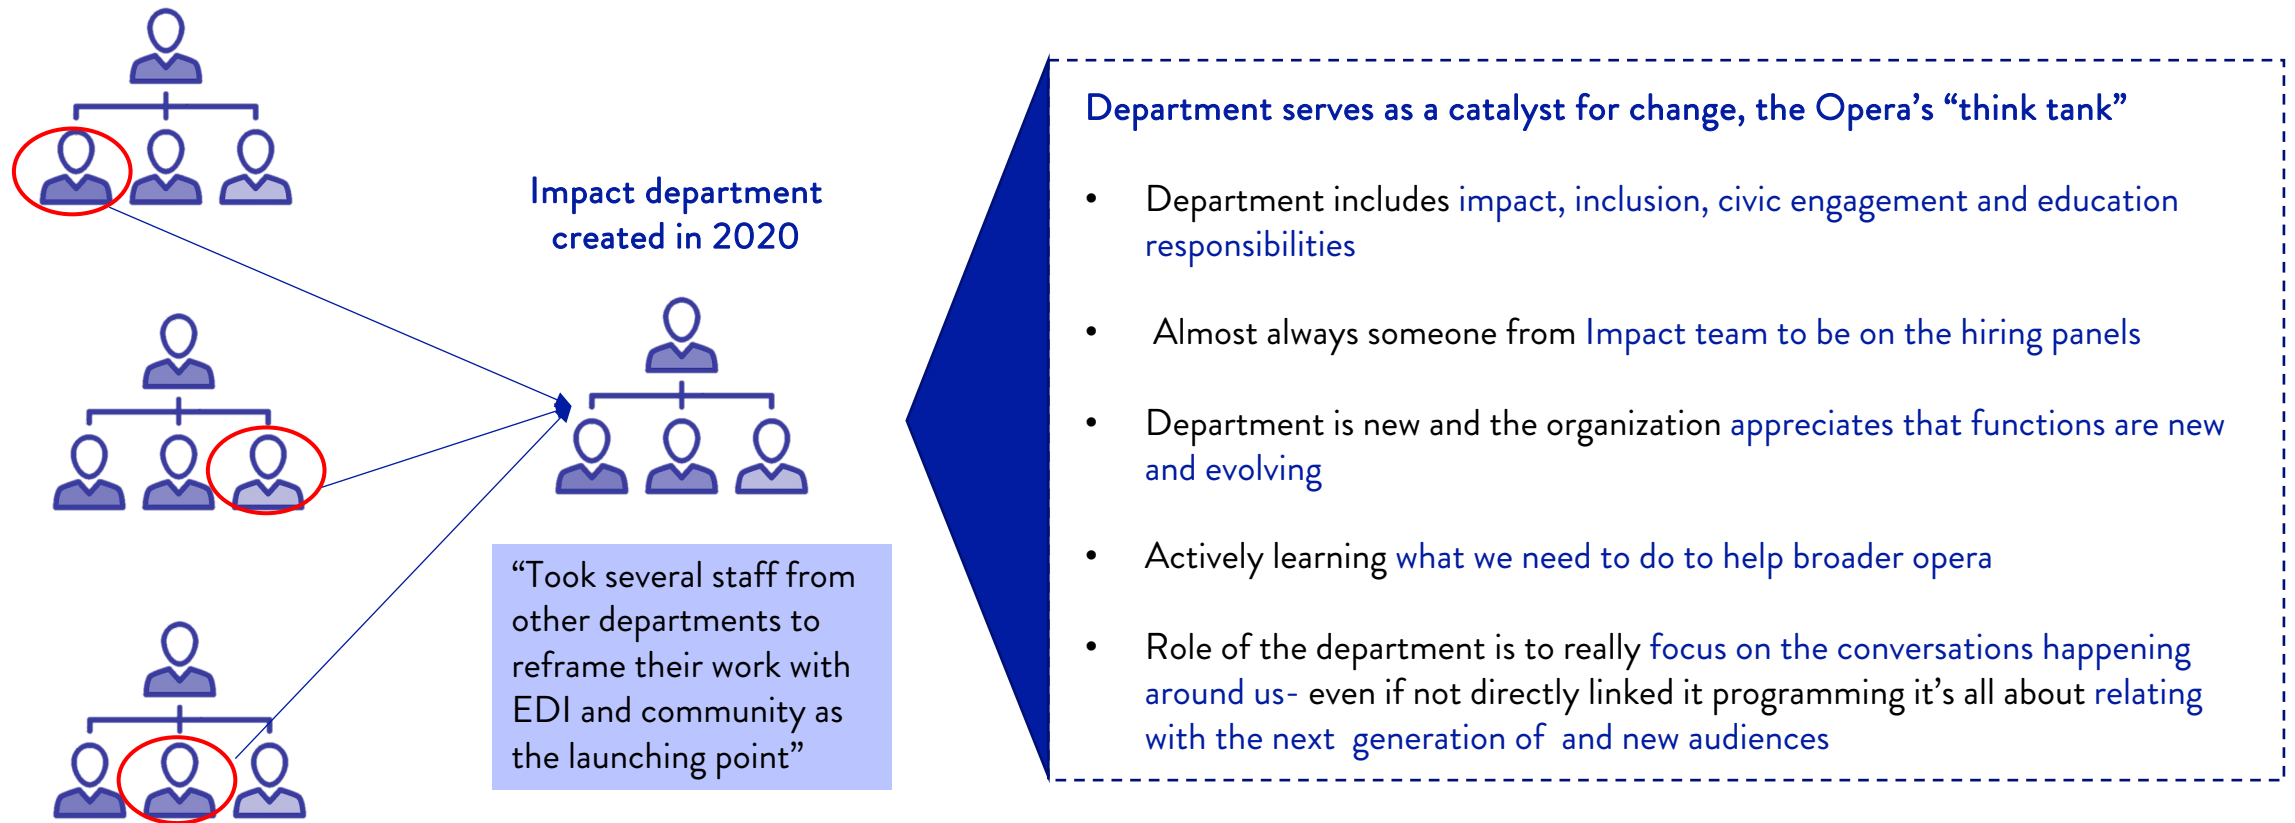 Impact department
created in 2020
“Took several staff from
other departments to
reframe their work with
EDI and community as
the launching point”
Department serves as a catalyst for change, the Opera’s “think tank”
• Department includes impact, inclusion, civic engagement and education
responsibilities
• Almost always someone from Impact team to be on the hiring panels
• Department is new and the organization appreciates that functions are new
and evolving
• Actively learning what we need to do to help broader opera
• Role of the department is to really focus on the conversations happening
around us- even if not directly linked it programming it’s all about relating
with the next generation of and new audiences